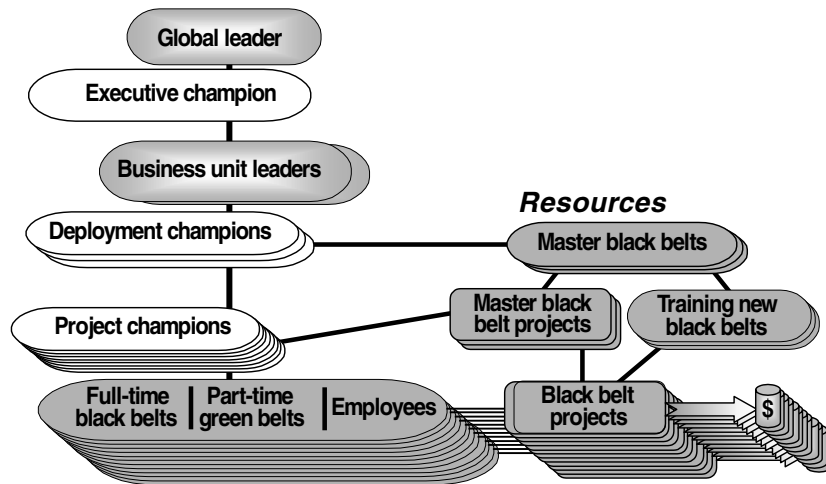 Global leader
Executive champion
Business unit leaders
Resources
Deployment champions
Master black belts
Project champions
Master black
belt projects
Training new
black belts
Full-time
black belts
Part-time
green belts
Employees
Black belt
projects
$